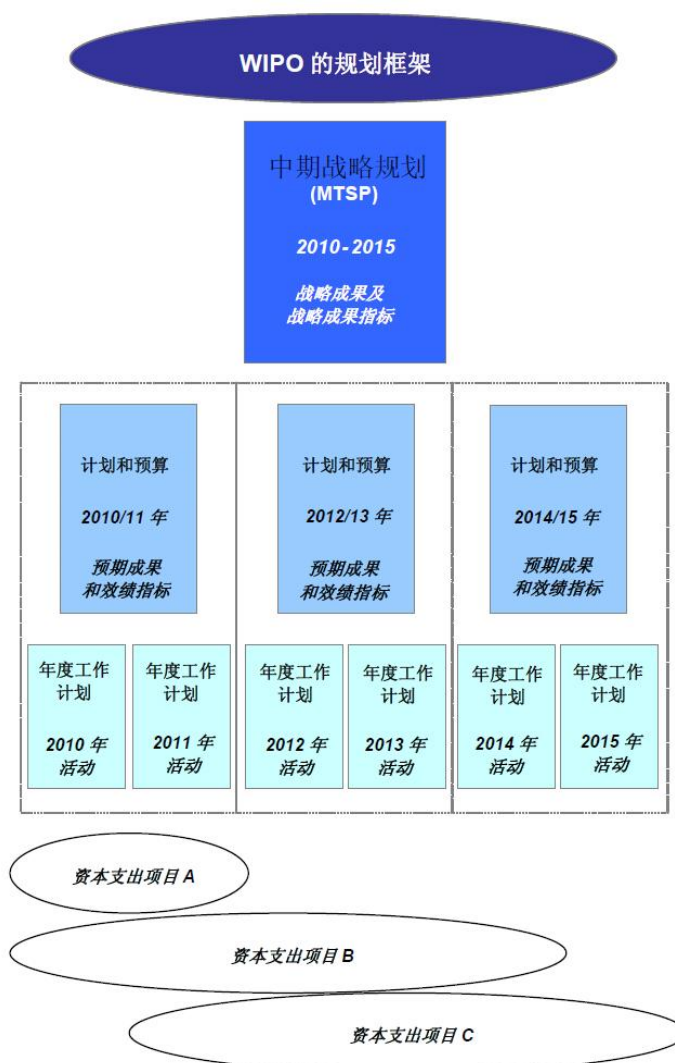 WIPO 的规划框架
中期战略规划
(MTSP)
2010-2015
战略成果及
战略成果指标
计划和预算
2010/11 年
预期成果
和效绩指标
计划和预算
2012/13 年
预期成果
和效绩指标
计划和预算
2014/15 年
预期成果
和效绩指标
年度工作
计划
2010 年
活动
年度工作
计划
2011 年
活动
年度工作
计划
2012 年
活动
年度工作
计划
2013 年
活动
年度工作
计划
2014 年
活动
年度工作
计划
2015 年
活动
资本支出项目 A
资本支出项目 B
资本支出项目 C